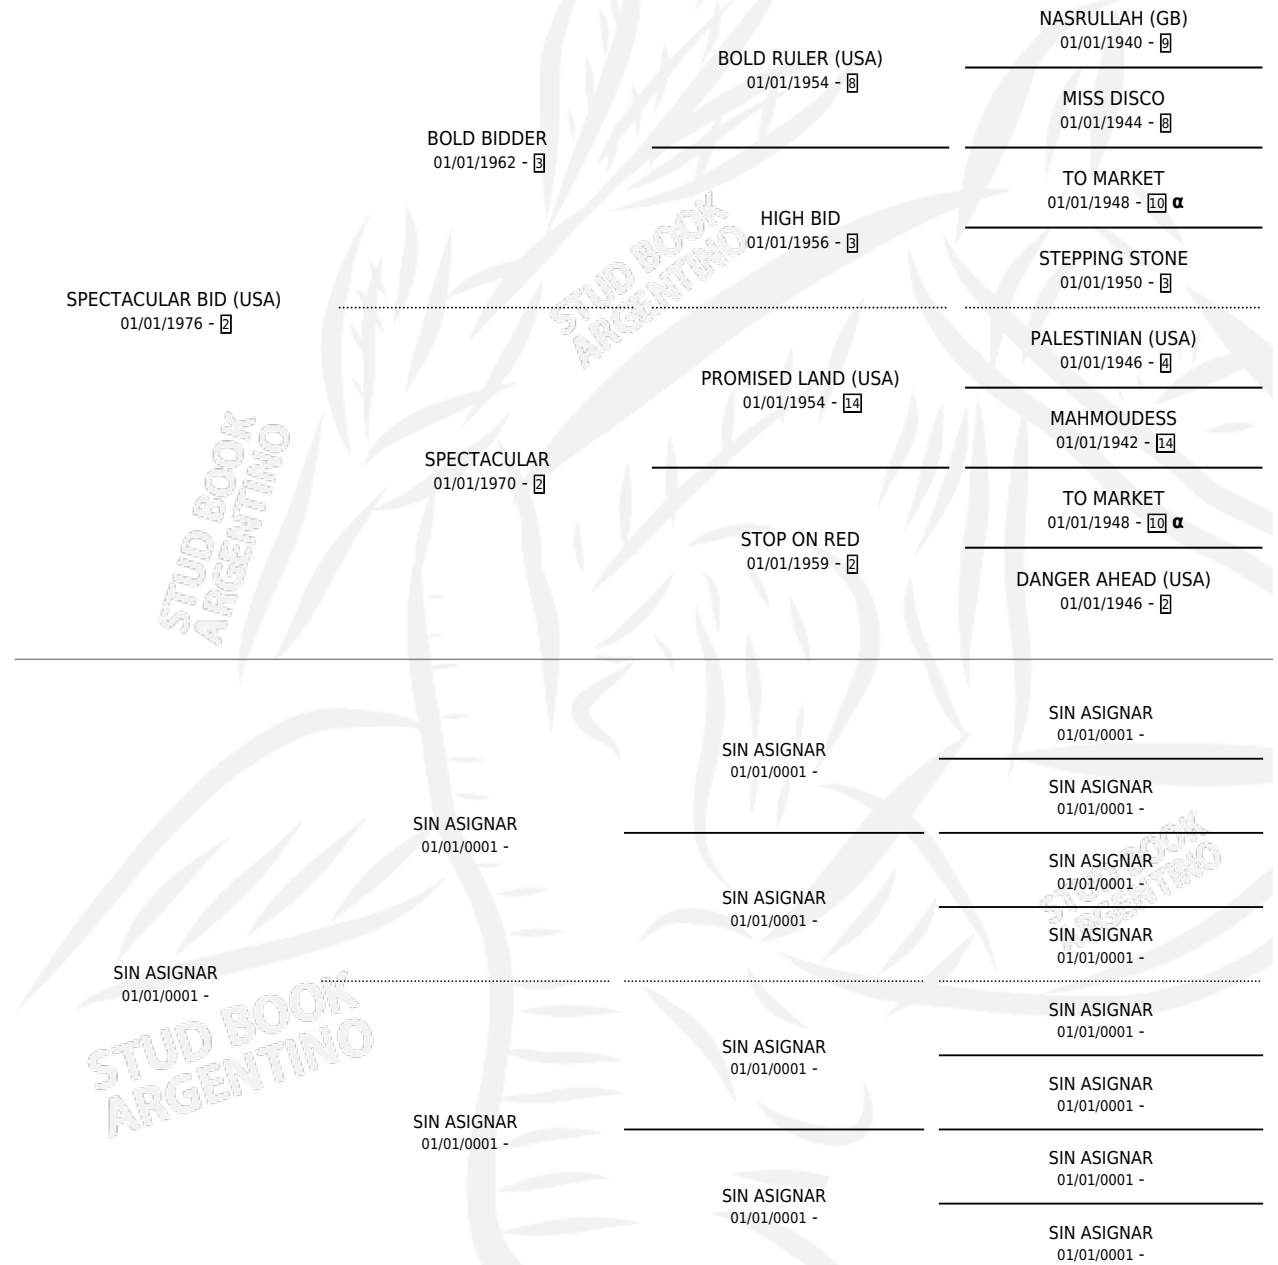 NASRULLAH (GB)
01/01/1940 - 9
BOLD RULER (USA)
01/01/1954 - 8
MISS DISCO
01/01/1944 - 8
BOLD BIDDER
01/01/1962 - 3
TO MARKET
01/01/1948 - 10 α
HIGH BID
01/01/1956 - 3
STEPPING STONE
01/01/1950 - 3
SPECTACULAR BID (USA)
01/01/1976 - 2
PALESTINIAN (USA)
01/01/1946 - 4
PROMISED LAND (USA)
01/01/1954 - 14
MAHMOUDESS
01/01/1942 - 14
SPECTACULAR
01/01/1970 - 2
TO MARKET
01/01/1948 - 10 α
STOP ON RED
01/01/1959 - 2
DANGER AHEAD (USA)
01/01/1946 - 2
STUD BOOK
ARGENTINO
STUD BOOK
ARGENTINO
SIN ASIGNAR
01/01/0001 -
SIN ASIGNAR
01/01/0001 -
SIN ASIGNAR
01/01/0001 -
SIN ASIGNAR
01/01/0001 -
SIN ASIGNAR
01/01/0001 -
SIN ASIGNAR
01/01/0001 -
SIN ASIGNAR
01/01/0001 -
SIN ASIGNAR
01/01/0001 -
SIN ASIGNAR
01/01/0001 -
SIN ASIGNAR
01/01/0001 -
SIN ASIGNAR
01/01/0001 -
SIN ASIGNAR
01/01/0001 -
SIN ASIGNAR
01/01/0001 -
SIN ASIGNAR
01/01/0001 -
SIN ASIGNAR
01/01/0001 -
STUD BOOK
ARGENTINO
STUD BOOK
ARGENTINO